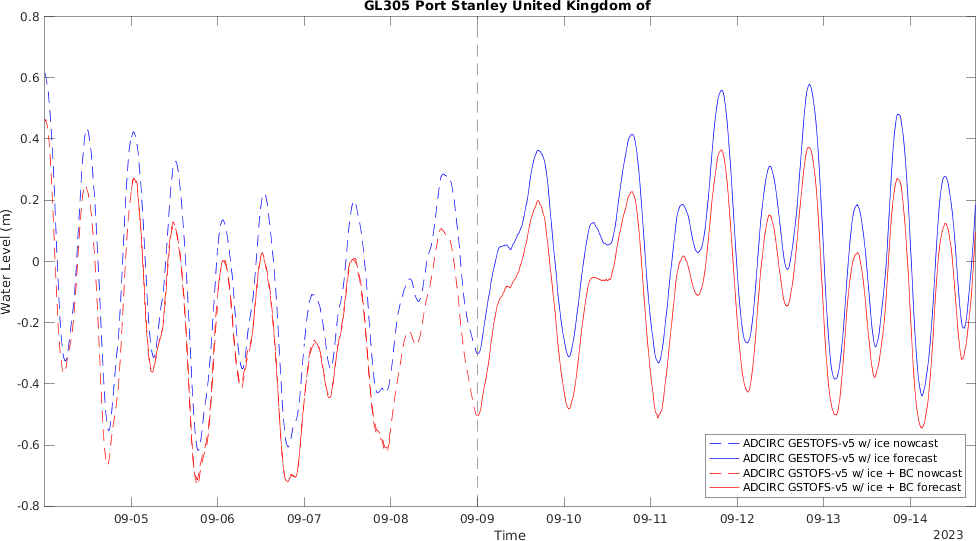 GL305 Port Stanley United Kingdom of
Water Level (m)
0.8
0.6
0.4
0.2
0
-0.2
-0.4
-0.6
-0.8
09-05 09-06 09-07 09-08 09-09 09-10 09-11 09-12 09-13 09-14
Time
2023
ADCIRC GESTOFS-v5 w/ ice nowcast
ADCIRC GESTOFS-v5 w/ ice forecast
ADCIRC GSTOFS-v5 w/ ice + BC nowcast
ADCIRC GSTOFS-v5 w/ ice + BC forecast